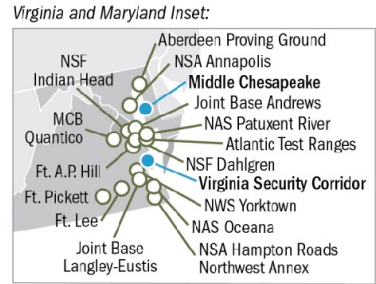 Virginia and Maryland Inset:
Aberdeen Proving Ground
NSF
Indian Head
NSA Annapolis
Middle Chesapeake
Joint Base Andrews
MCB
Quantico
NAS Patuxent River
Atlantic Test Ranges
Ft. A.P. Hill
NSF Dahlgren
Virginia Security Corridor
Ft. Pickett
NWS Yorktown
Ft. Lee
NAS Oceana
Joint Base
Langley-Eustis
NSA Hampton Roads
Northwest Annex